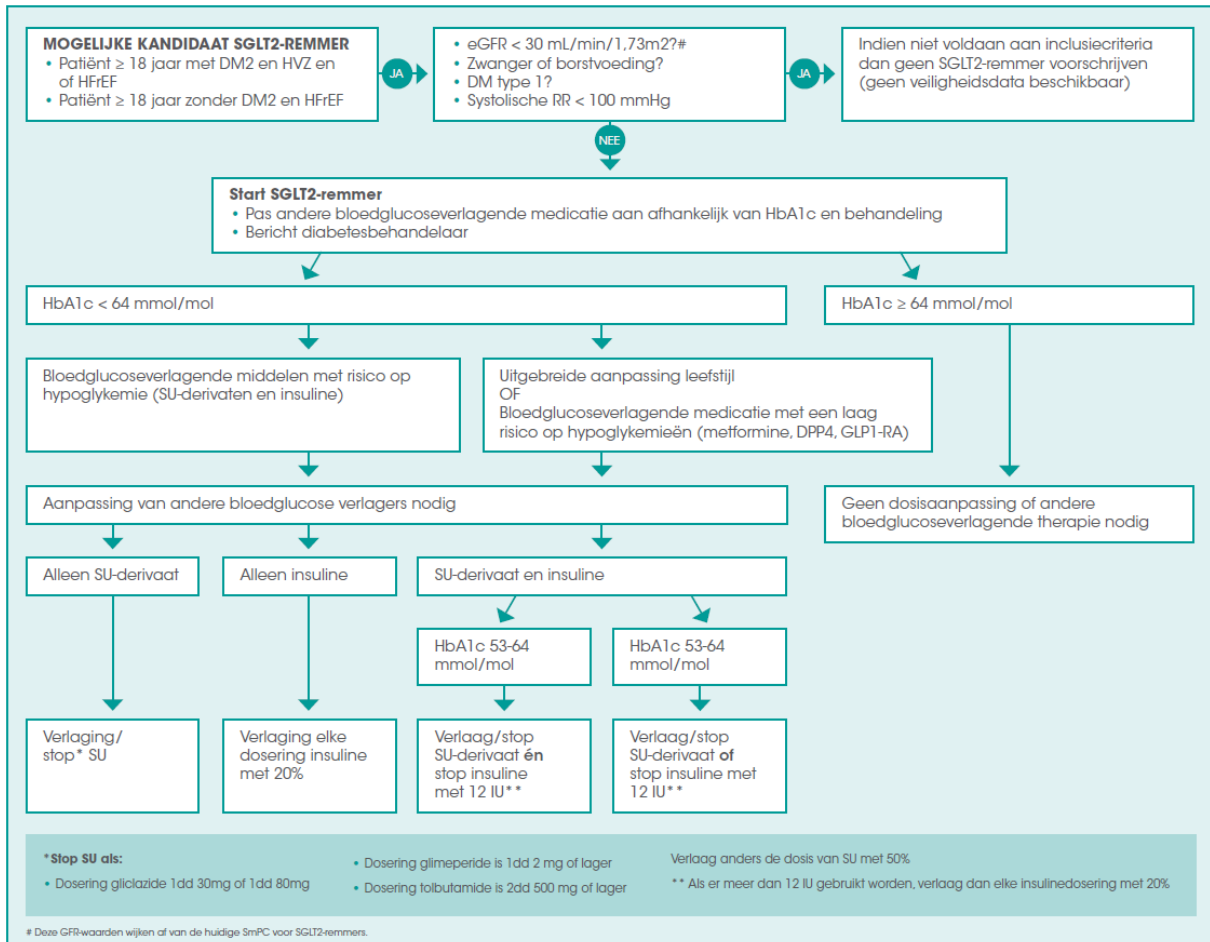 MOGELIJKE KANDIDAAT SGLT2-REMMER
• Patiënt ≥ 18 jaar met DM2 en HVZ en
of HFrEF
• Patiënt ≥ 18 jaar zonder DM2 en HFrEF
JA
• eGFR < 30 mL/min/1,73m2?#
• Zwanger of borstvoeding?
• DM type 1?
• Systolische RR < 100 mmHg
JA
Indien niet voldaan aan inclusiecriteria
dan geen SGLT2-remmer voorschrijven
(geen veiligheidsdata beschikbaar)
NEE
Start SGLT2-remmer
• Pas andere bloedglucoseverlagende medicatie aan afhankelijk van HbA1c en behandeling
• Bericht diabetesbehandelaar
HbA1c < 64 mmol/mol
HbA1c ≥ 64 mmol/mol
Bloedglucoseverlagende middelen met risico op
hypoglykemie (SU-derivaten en insuline)
Uitgebreide aanpassing leefstijl
OF
Bloedglucoseverlagende medicatie met een laag
risico op hypoglykemieën (metformine, DPP4, GLP1-RA)
Aanpassing van andere bloedglucose verlagers nodig
Geen dosisaanpassing of andere
bloedglucoseverlagende therapie nodig
Alleen SU-derivaat
Alleen insuline
SU-derivaat en insuline
HbA1c 53-64
mmol/mol
HbA1c 53-64
mmol/mol
Verlaging/
stop* SU
Verlaging elke
dosering insuline
met 20%
Verlaag/stop
SU-derivaat én
stop insuline
met 12 IU**
Verlaag/stop
SU-derivaat of
stop insuline met
12 IU**
*Stop SU als:
• Dosering gliclazide 1dd 30mg of 1dd 80mg
• Dosering glimeperide is 1dd 2 mg of lager
• Dosering tolbutamide is 2dd 500 mg of lager
Verlaag anders de dosis van SU met 50%
** Als er meer dan 12 IU gebruikt worden, verlaag dan elke insulinedosering met 20%
# Deze GFR-waarden wijken af van de huidige SmPC voor SGLT2-remmers.